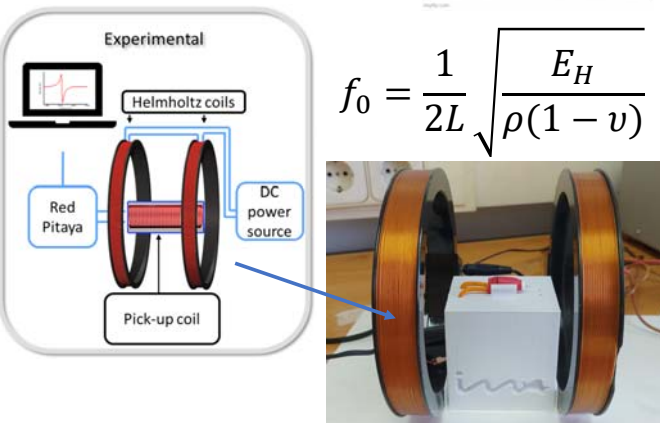 Experimental
Helmholtz coils
Red
Pitaya
DC
power
source
Pick-up coil
f₀ = 1/2L √(E_H/ρ(1 − υ))